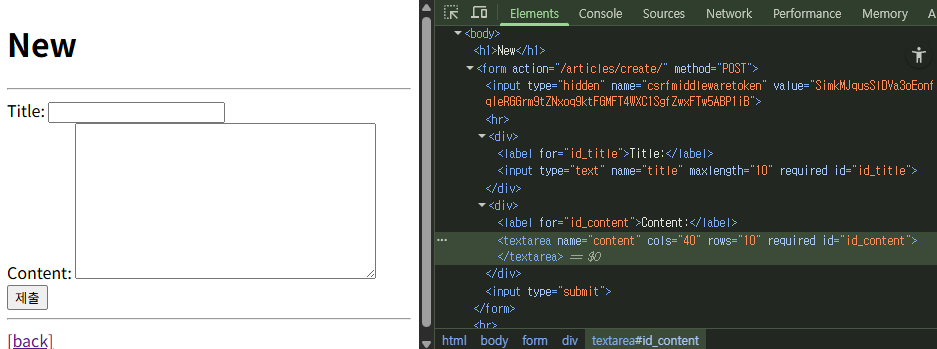 New
Title:
Content:
제출
[back]
Elements Console Sources Network Performance Memory A
<body>
<h1>New</h1>
<form action="/articles/create/" method="POST">
<input type="hidden" name="csrfmiddlewaretoken" value="
<hr>
<div>
<label for="id_title">Title:</label>
<input type="text" name="title" maxlength="10" required id="id_title">
</div>
<div>
<label for="id_content">Content:</label>
<textarea name="content" cols="40" rows="10" required id="id_content">
</textarea> == $0
</div>
<input type="submit">
</form>
<hr>
html body form div textarea#id_content